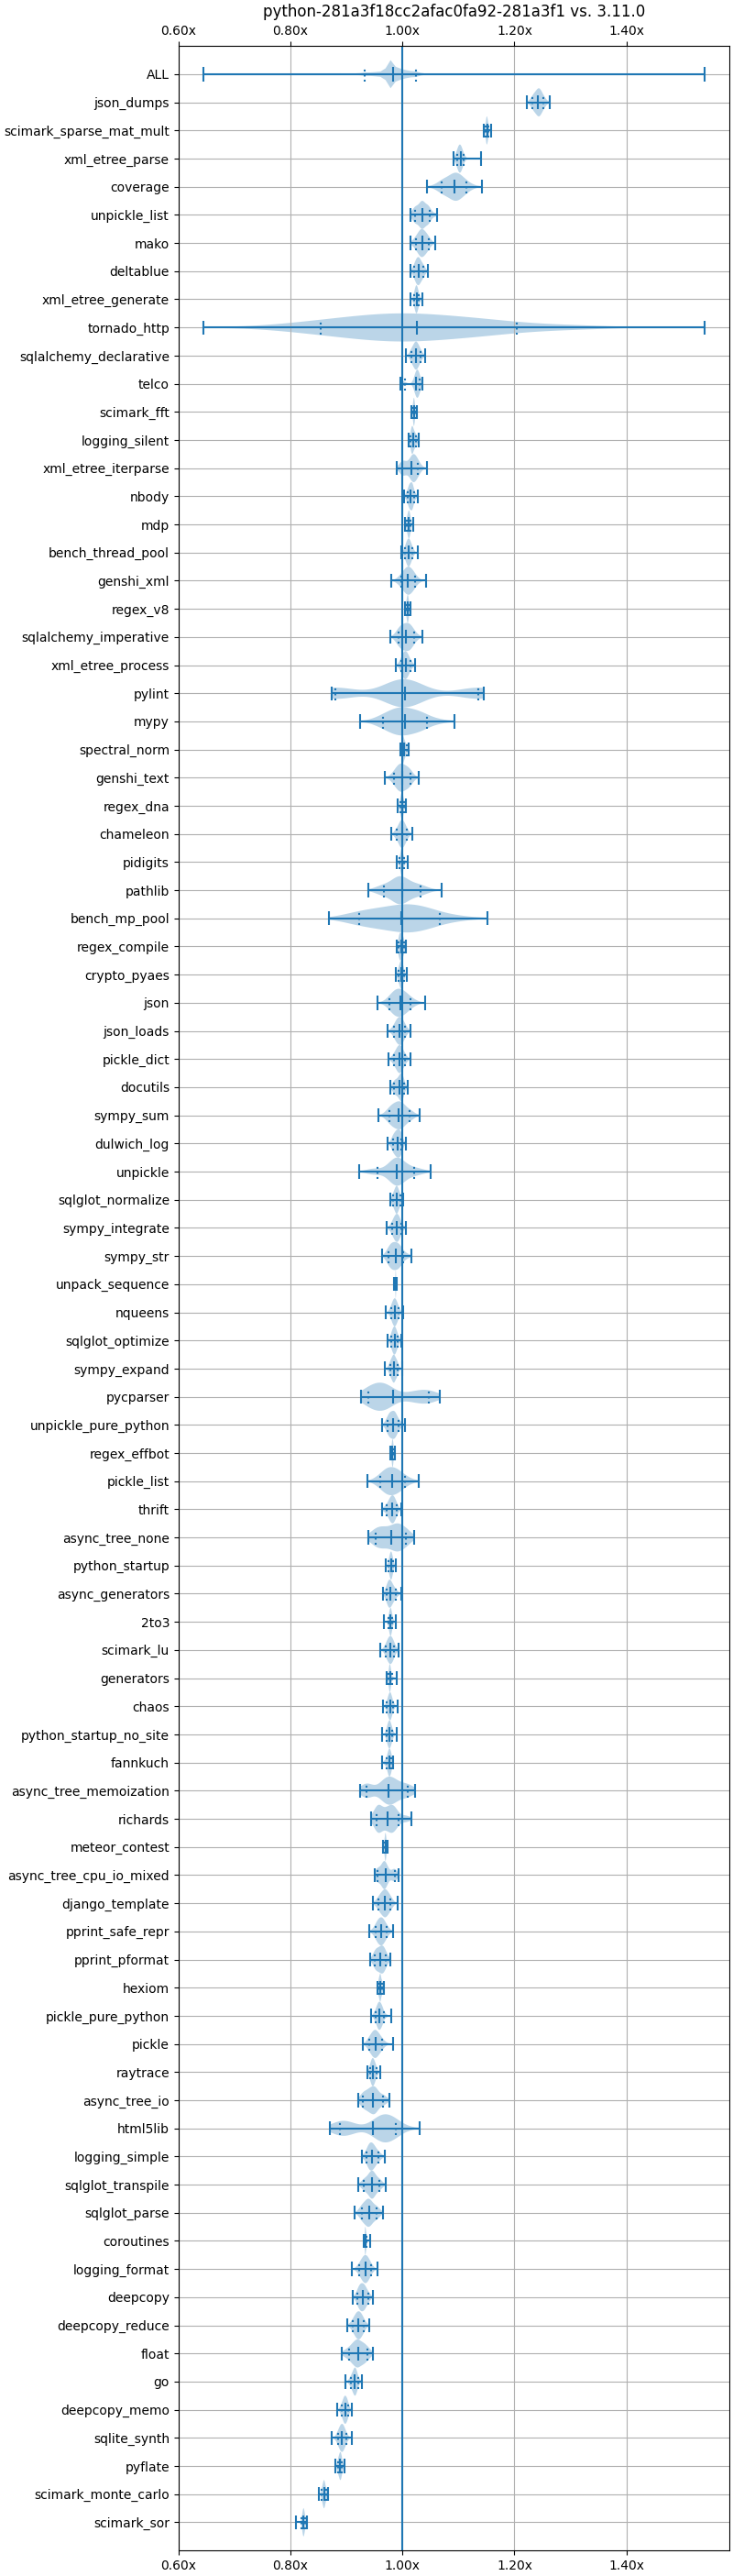 python-281a3f18cc2afac0fa92-281a3f1 vs. 3.11.0
0.60x 0.80x 1.00x 1.20x 1.40x
ALL
json_dumps
scimark_sparse_mat_mult
xml_etree_parse
coverage
unpickle_list
mako
deltablue
xml_etree_generate
tornado_http
sqlalchemy_declarative
telco
scimark_fft
logging_silent
xml_etree_iterparse
nbody
mdp
bench_thread_pool
genshi_xml
regex_v8
sqlalchemy_imperative
xml_etree_process
pylint
mypy
spectral_norm
genshi_text
regex_dna
chameleon
pidigits
pathlib
bench_mp_pool
regex_compile
crypto_pyaes
json
json_loads
pickle_dict
docutils
sympy_sum
dulwich_log
unpickle
sqlglot_normalize
sympy_integrate
sympy_str
unpack_sequence
nqueens
sqlglot_optimize
sympy_expand
pycparser
unpickle_pure_python
regex_effbot
pickle_list
thrift
async_tree_none
python_startup
async_generators
2to3
scimark_lu
generators
chaos
python_startup_no_site
fannkuch
async_tree_memoization
richards
meteor_contest
async_tree_cpu_io_mixed
django_template
pprint_safe_repr
pprint_pformat
hexiom
pickle_pure_python
pickle
raytrace
async_tree_io
html5lib
logging_simple
sqlglot_transpile
sqlglot_parse
coroutines
logging_format
deepcopy
deepcopy_reduce
float
go
deepcopy_memo
sqlite_synth
pyflate
scimark_monte_carlo
scimark_sor
0.60x 0.80x 1.00x 1.20x 1.40x